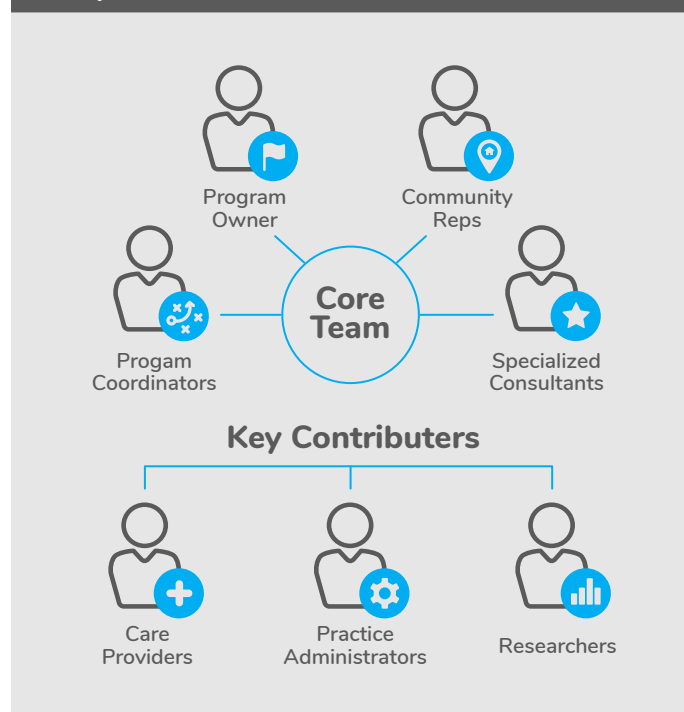 Program
Owner
Community
Reps
Core
Team
Progam
Coordinators
Specialized
Consultants
Key Contributers
Care
Providers
Practice
Administrators
Researchers